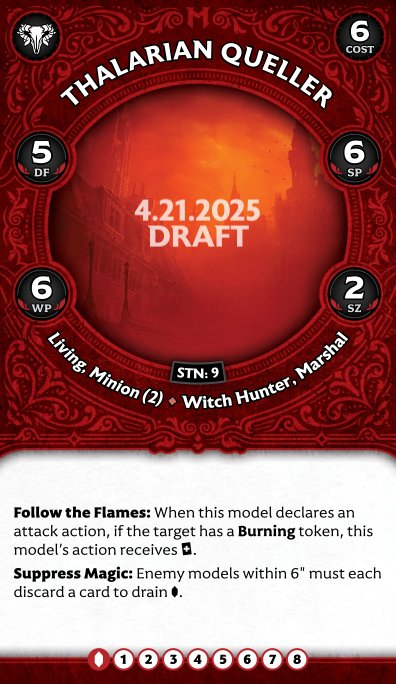 6
COST
THALARIAN QUELLER
5
DF
6
SP
4.21.2025
DRAFT
6
WP
2
SZ
STN: 9
Living, Minion (2) ♦ Witch Hunter, Marshal
Follow the Flames: When this model declares an
attack action, if the target has a Burning token, this
model's action receives .
Suppress Magic: Enemy models within 6" must each
discard a card to drain .
1 2 3 4 5 6 7 8